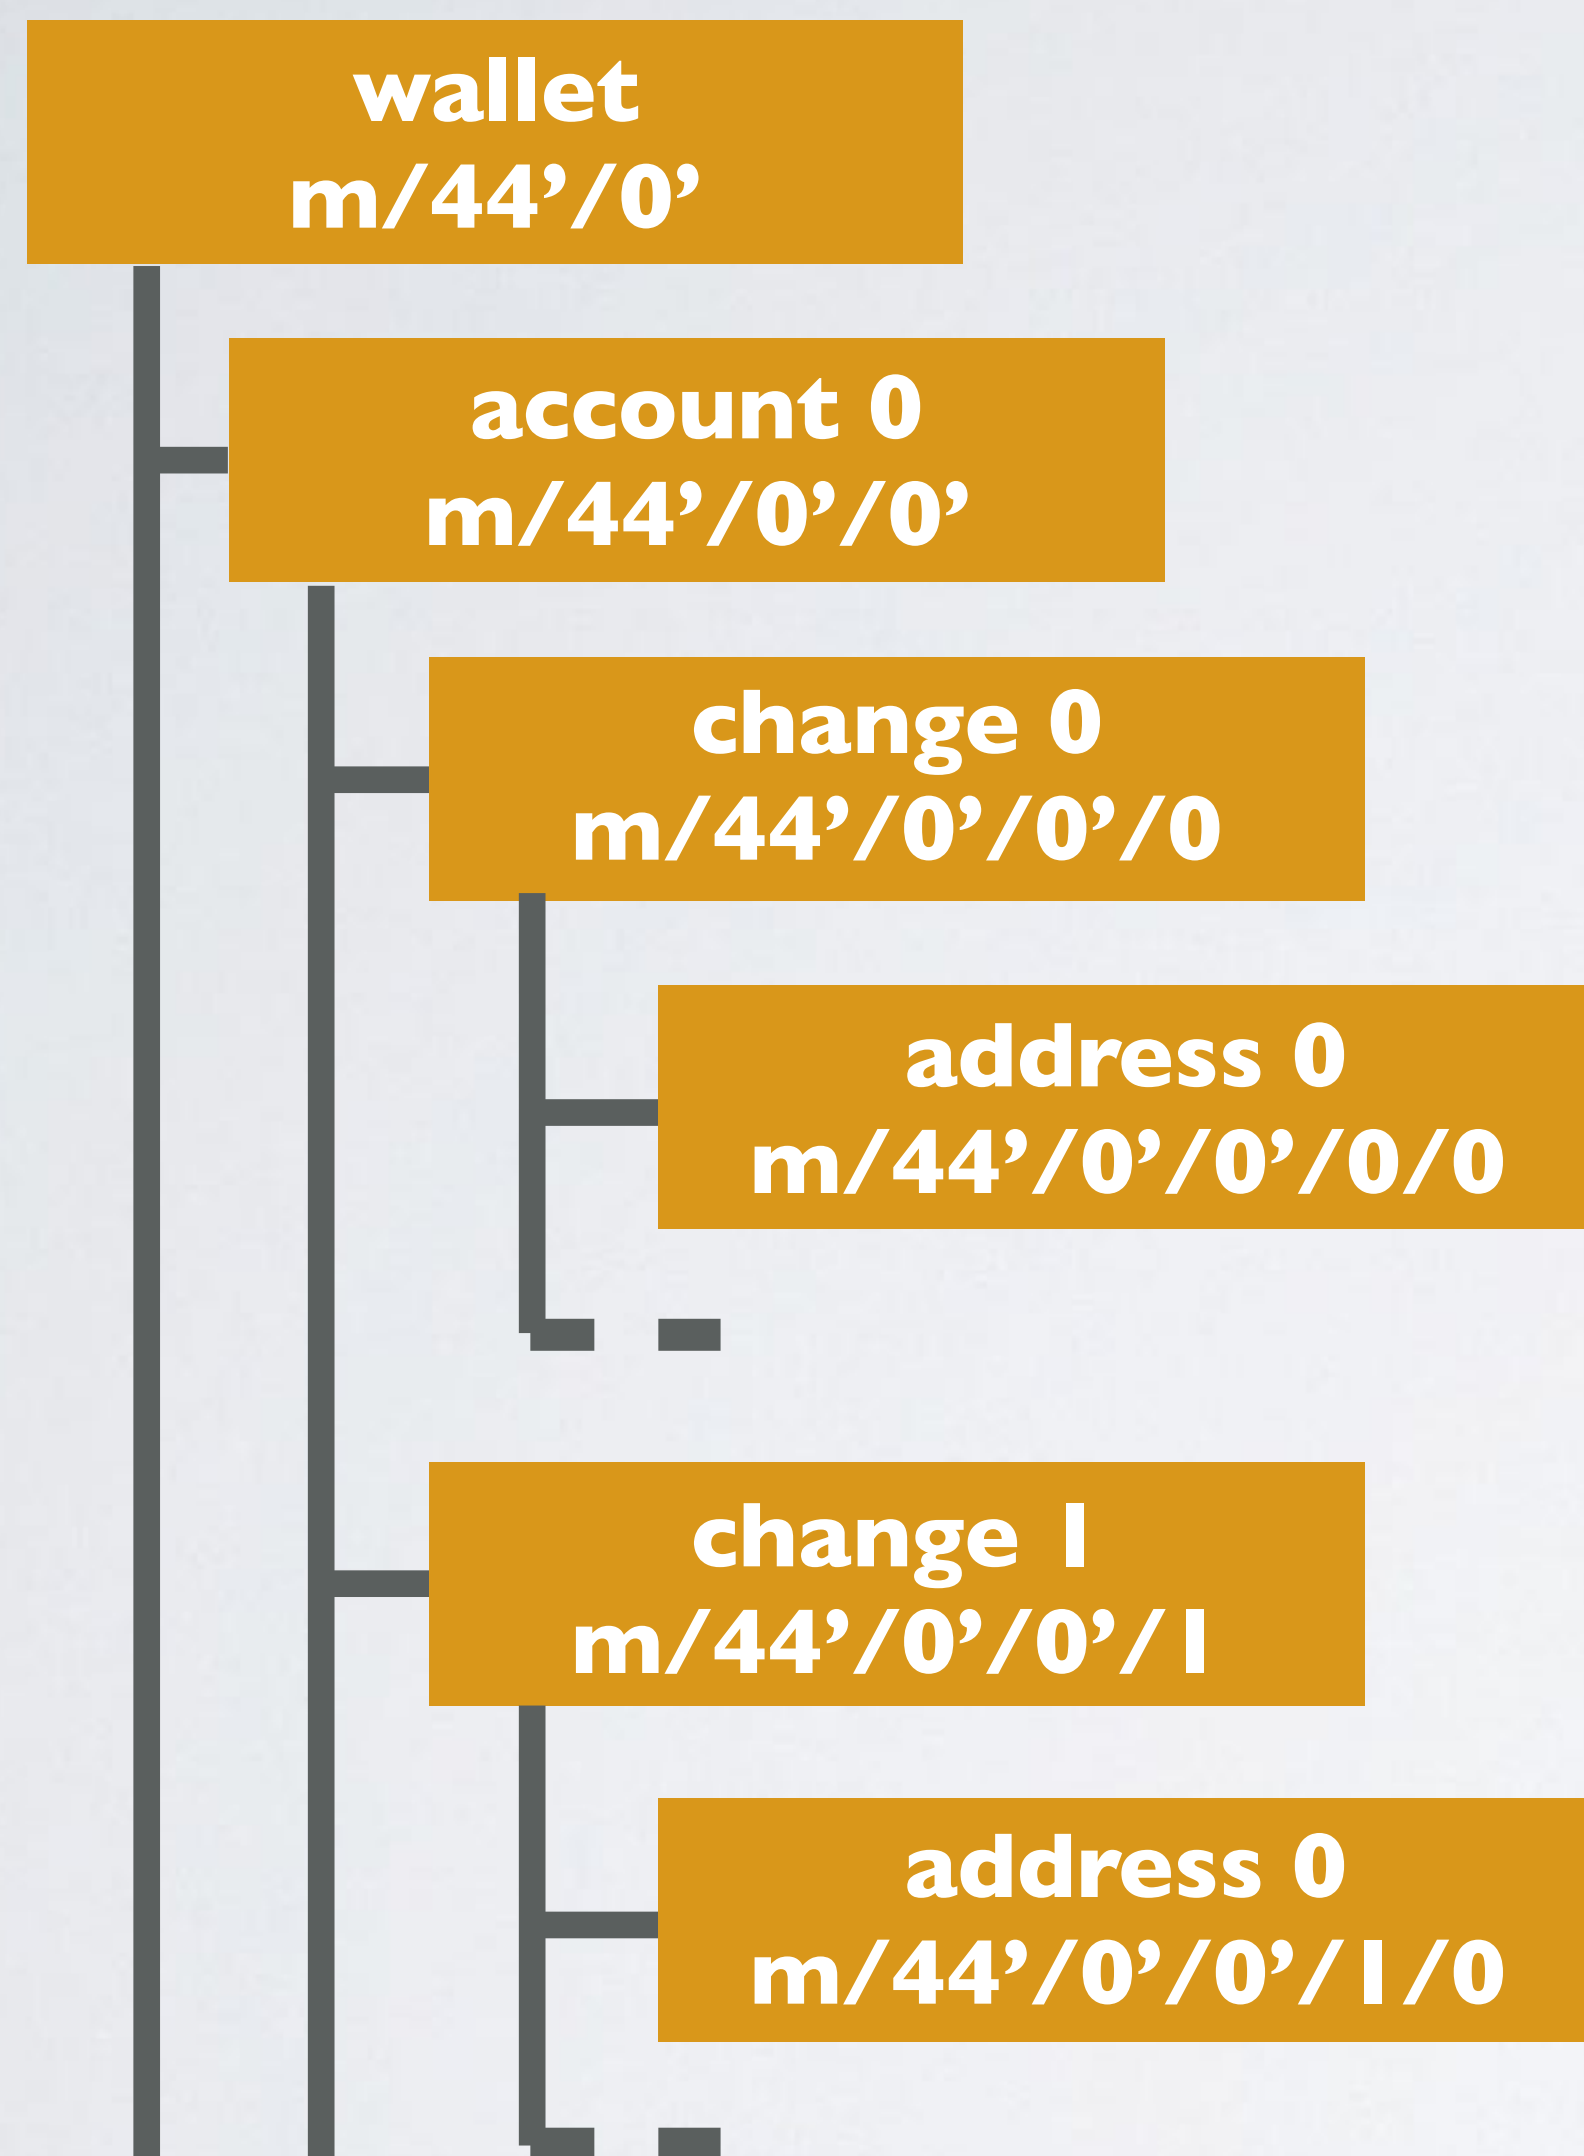 wallet
m/44’/0’
account 0
m/44’/0’/0’
change 0
m/44’/0’/0’/0
address 0
m/44’/0’/0’/0/0
change 1
m/44’/0’/0’/1
address 0
m/44’/0’/0’/1/0